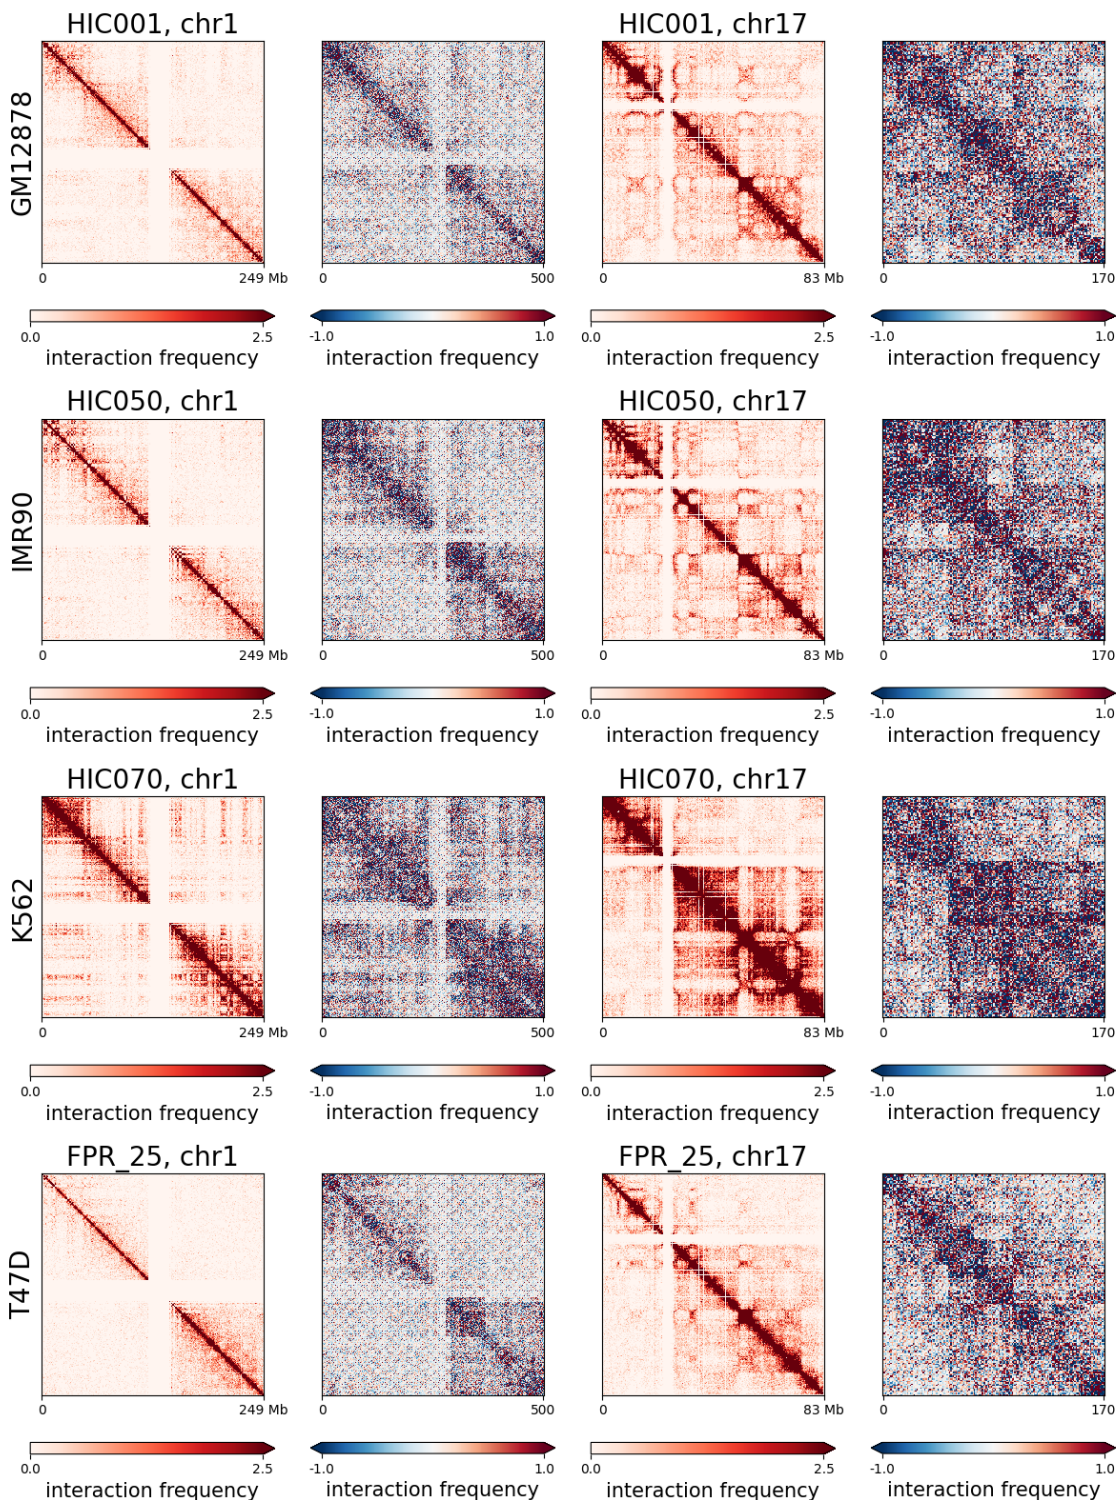 HIC001, chr1 HIC001, chr17
GM12878
0 249 Mb 0 500 0 83 Mb 0 170
0.0 2.5 -1.0 1.0 0.0 2.5 -1.0 1.0
interaction frequency interaction frequency interaction frequency interaction frequency
HIC050, chr1 HIC050, chr17
IMR90
0 249 Mb 0 500 0 83 Mb 0 170
0.0 2.5 -1.0 1.0 0.0 2.5 -1.0 1.0
interaction frequency interaction frequency interaction frequency interaction frequency
HIC070, chr1 HIC070, chr17
K562
0 249 Mb 0 500 0 83 Mb 0 170
0.0 2.5 -1.0 1.0 0.0 2.5 -1.0 1.0
interaction frequency interaction frequency interaction frequency interaction frequency
FPR_25, chr1 FPR_25, chr17
T47D
0 249 Mb 0 500 0 83 Mb 0 170
0.0 2.5 -1.0 1.0 0.0 2.5 -1.0 1.0
interaction frequency interaction frequency interaction frequency interaction frequency